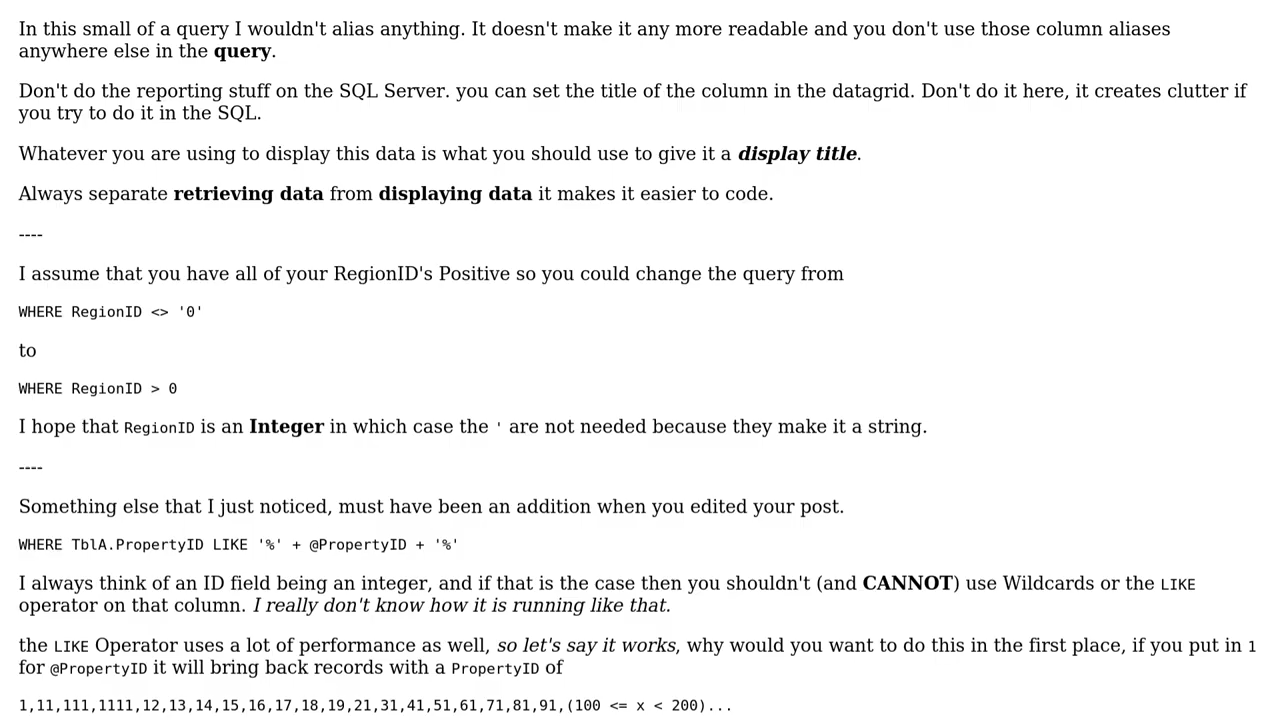 In this small of a query I wouldn't alias anything. It doesn't make it any more readable and you don't use those column aliases
anywhere else in the query.
Don't do the reporting stuff on the SQL Server. you can set the title of the column in the datagrid. Don't do it here, it creates clutter if
you try to do it in the SQL.
Whatever you are using to display this data is what you should use to give it a display title.
Always separate retrieving data from displaying data it makes it easier to code.
----
I assume that you have all of your RegionID's Positive so you could change the query from
WHERE RegionID <> '0'
to
WHERE RegionID > 0
I hope that RegionID is an Integer in which case the ' are not needed because they make it a string.
----
Something else that I just noticed, must have been an addition when you edited your post.
WHERE TblA.PropertyID LIKE '%' + @PropertyID + '%'
I always think of an ID field being an integer, and if that is the case then you shouldn't (and CANNOT) use Wildcards or the LIKE
operator on that column. I really don't know how it is running like that.
the LIKE Operator uses a lot of performance as well, so let's say it works, why would you want to do this in the first place, if you put in 1
for @PropertyID it will bring back records with a PropertyID of
1,11,111,1111,12,13,14,15,16,17,18,19,21,31,41,51,61,71,81,91,(100 <= x < 200)...